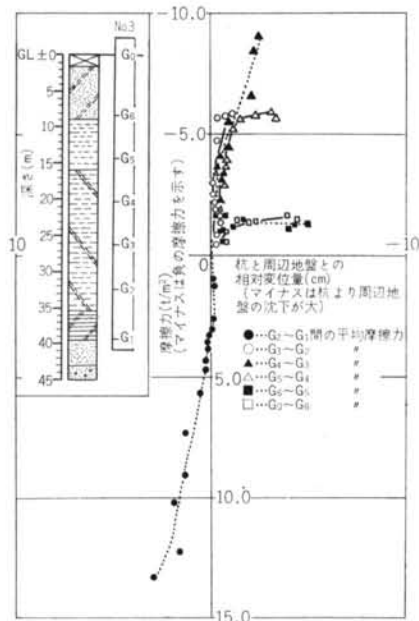 No3
GL±0
5
10
15
20
25
30
35
40
45
深さ(m)
G₀
G₆
G₅
G₄
G₃
G₂
G₁
-10.0
-5.0
0
5.0
10.0
15.0
10
-10
摩擦力(t/m²)
(マイナスは負の摩擦力を示す)
杭と周辺地盤との
相対変位量(cm)
(マイナスは杭より周辺地
盤の沈下が大)
●…G₂~G₁間の平均摩擦力
○…G₃~G₂ 〃
▲…G₄~G₃ 〃
△…G₅~G₄ 〃
■…G₆~G₅ 〃
□…G₀~G₆ 〃